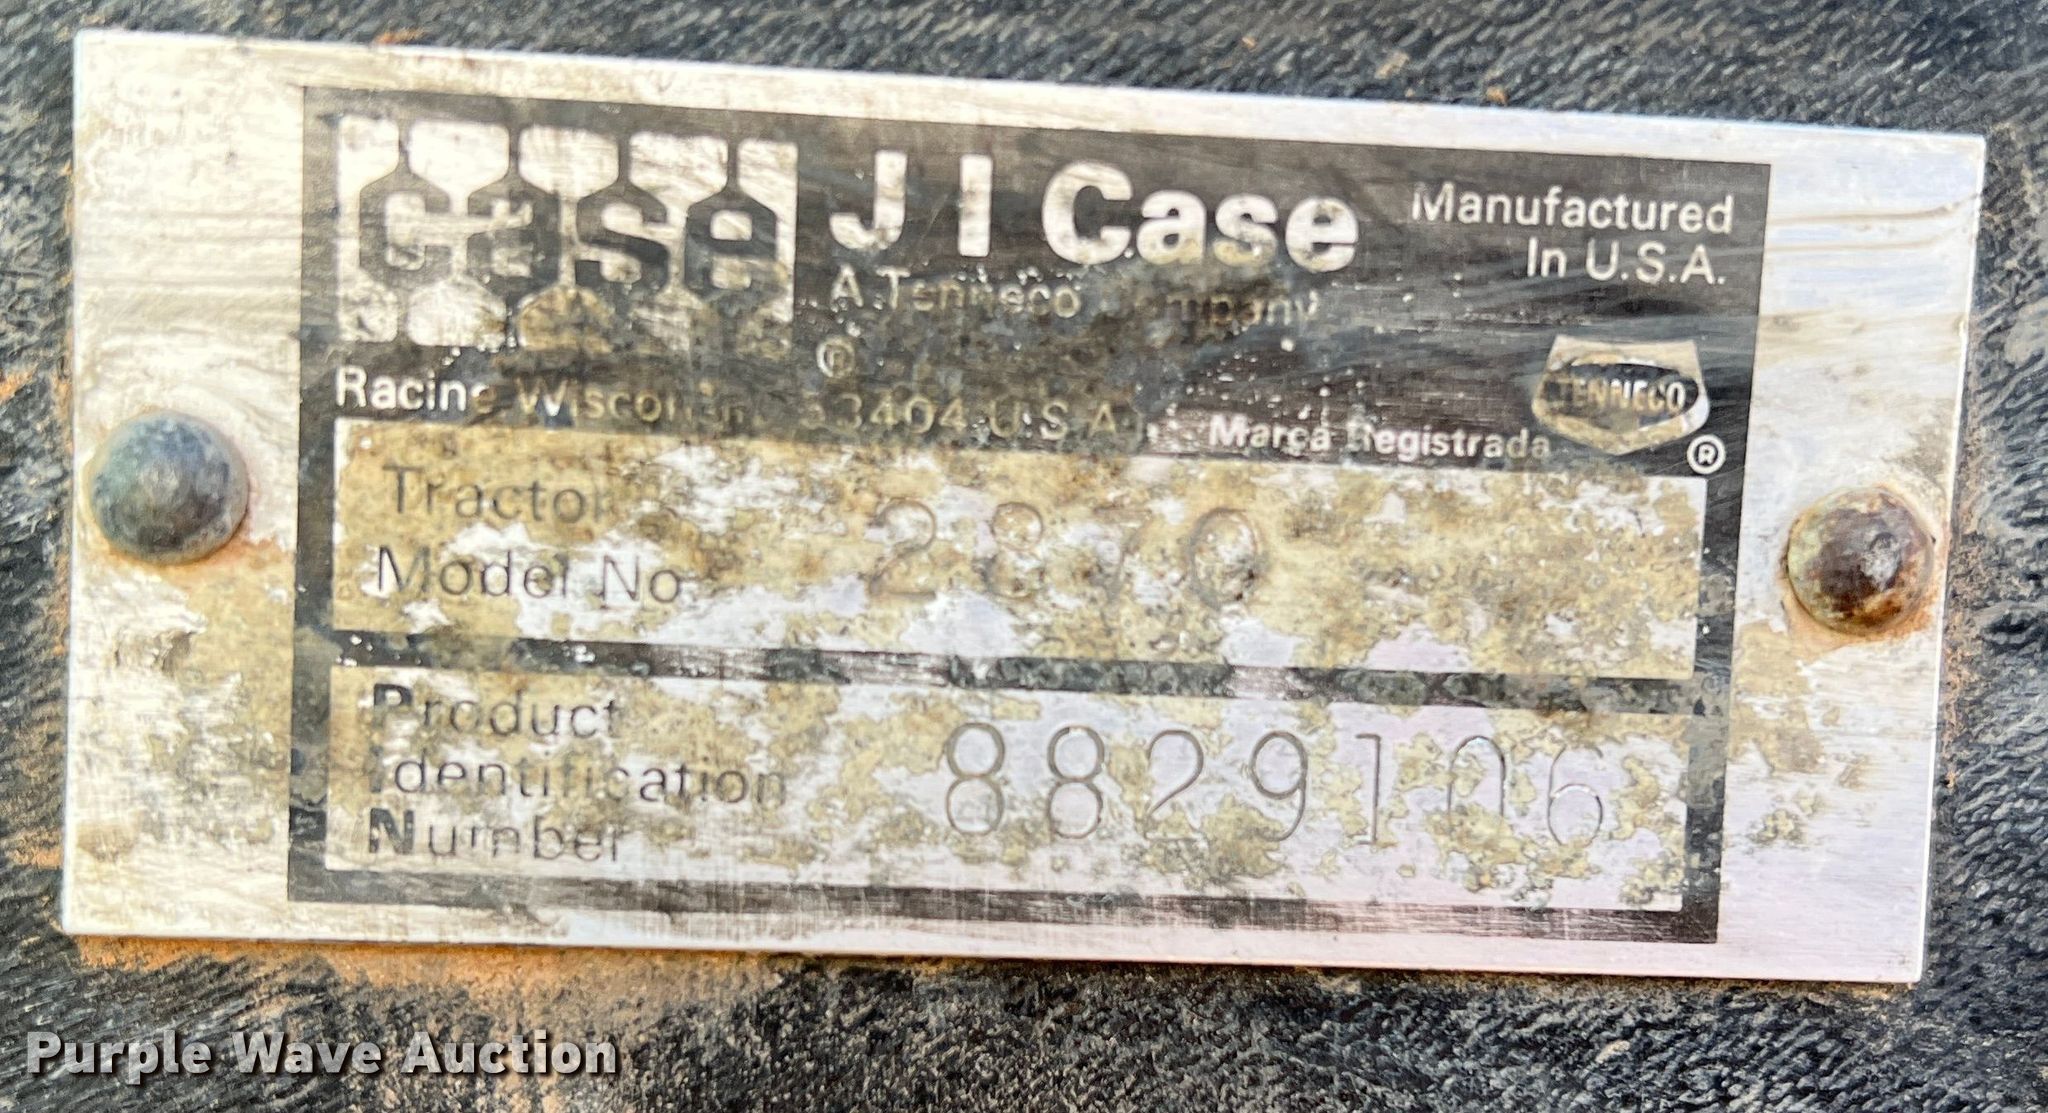 case
J I Case
A Tenneco Company
®
Manufactured
In U.S.A.
Racine Wisconsin 53404 U.S.A.
Marca Registrada
TENNECO
®
Tractor
Model No 2870
Product
Identification
Number
8829106
Purple Wave Auction